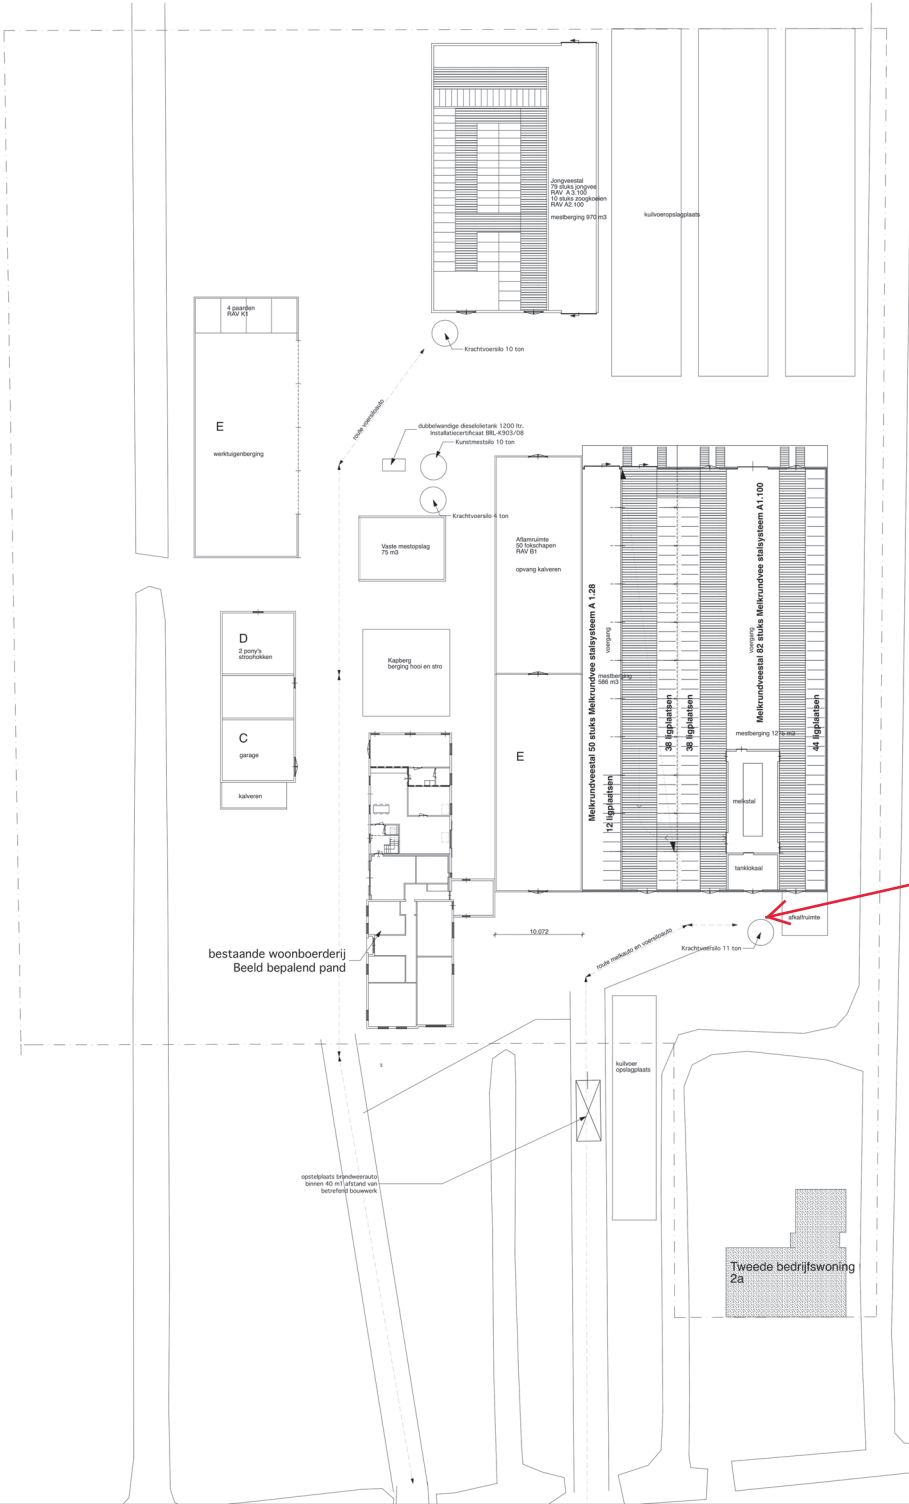 Jongveestal
79 stuks jongvee
RAV A 3.100
10 stuks zoogkoeien
RAV A2.100
mestberging 970 m3
kuilvoeropslagplaats
4 paarden
RAV K1
Krachtvoersilo 10 ton
route voersiloauto
E
werktuigenberging
dubbelwandige dieselolietank 1200 ltr.
Installatiecertificaat BRL-K903/08
Kunstmestsilo 10 ton
Krachtvoersilo 4 ton
Vaste mestopslag
75 m3
Aflamruimte
50 fokschapen
RAV B1
opvang kalveren
Melkrundveestal 50 stuks Melkrundvee stalsysteem A 1.28
voergang
mestberging
586 m3
12 ligplaatsen
38 ligplaatsen
38 ligplaatsen
Melkrundveestal 82 stuks Melkrundvee stalsysteem A1.100
voergang
mestberging 1276 m3
44 ligplaatsen
D
2 pony's
strohokken
Kapberg
berging hooi en stro
C
garage
kalveren
E
melkstal
tanklokaal
afkalfruimte
10.072
route melkauto en voersiloauto
Krachtvoersilo 11 ton
bestaande woonboerderij
Beeld bepalend pand
kuilvoer
opslagplaats
opstelplaats brandweerauto
binnen 40 m1 afstand van
betreffend bouwwerk
Tweede bedrijfswoning
2a